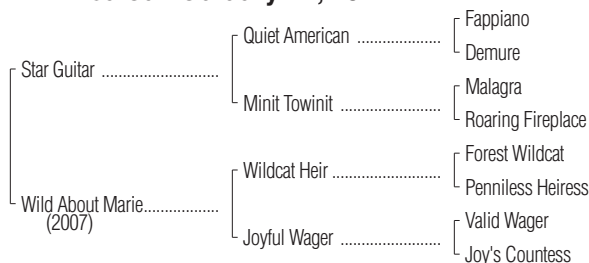 Fappiano
Quiet American ....................
Demure
Star Guitar .......................
Malagra
Minit Towinit ....................
Roaring Fireplace
Forest Wildcat
Wildcat Heir ......................
Penniless Heiress
Wild About Marie...............
(2007)
Valid Wager
Joyful Wager ....................
Joy's Countess